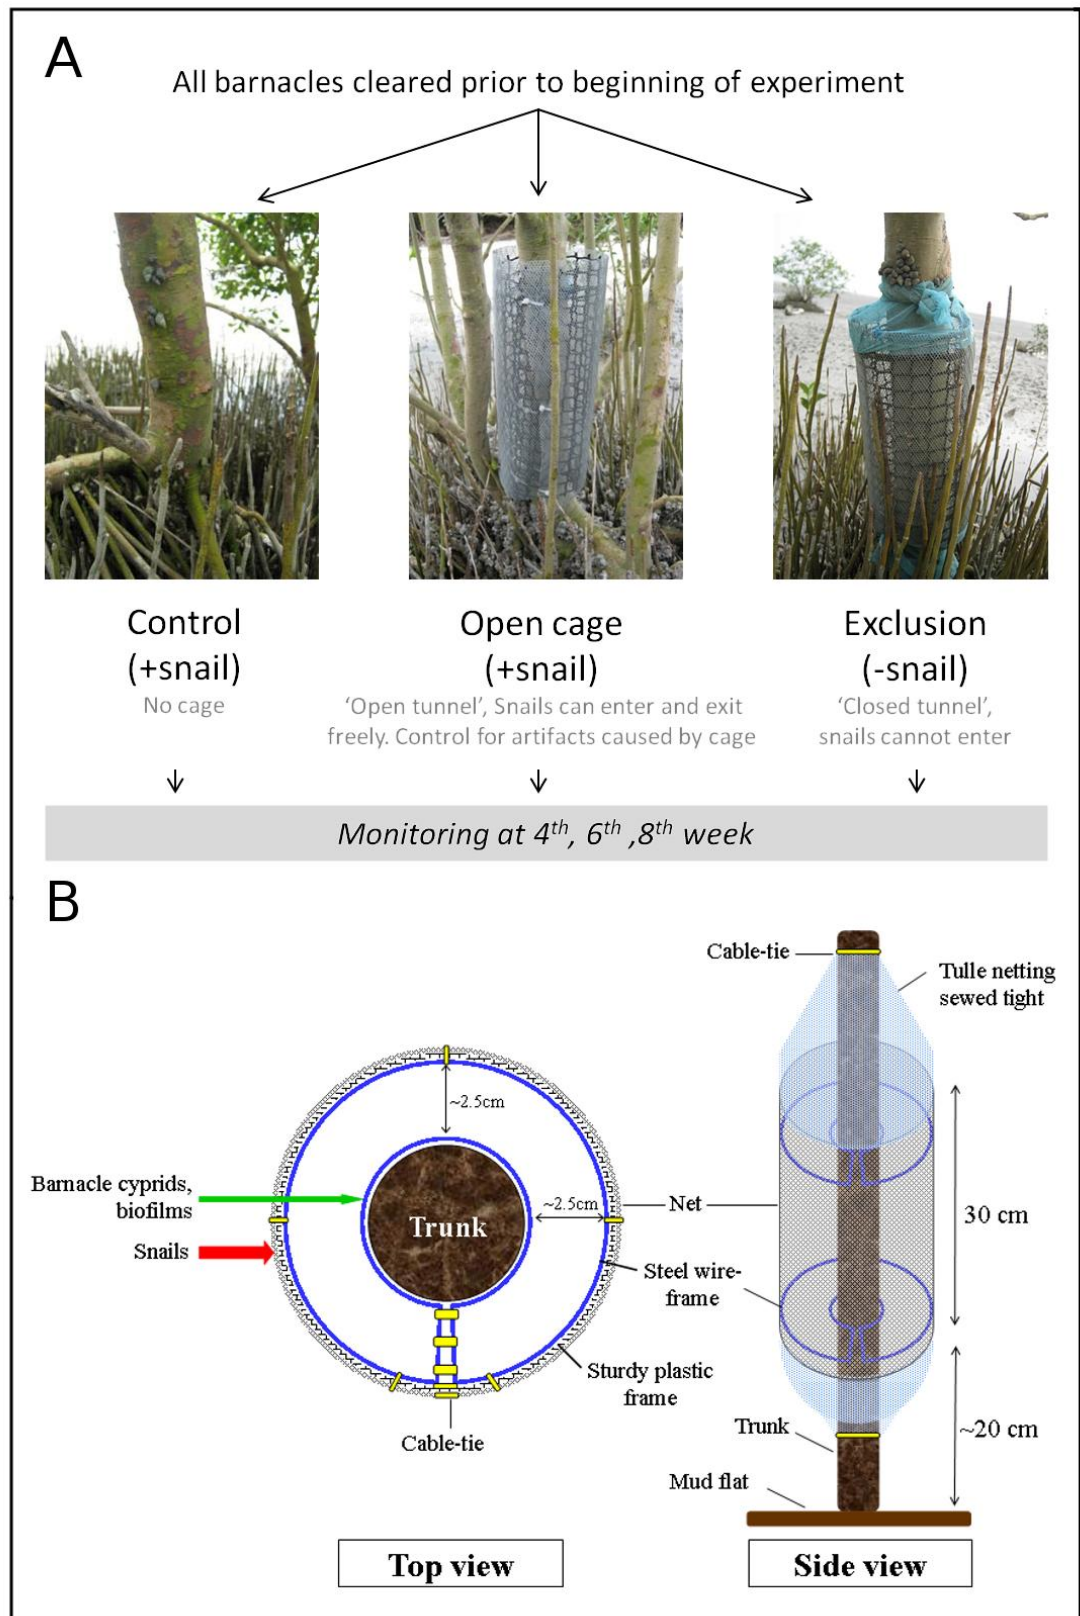 A
All barnacles cleared prior to beginning of experiment
Control
(+snail)
No cage
Open cage
(+snail)
‘Open tunnel’, Snails can enter and exit
freely. Control for artifacts caused by cage
Exclusion
(-snail)
‘Closed tunnel’,
snails cannot enter
Monitoring at 4th, 6th ,8th week
B
Cable-tie
Tulle netting
sewed tight
~2.5cm
Barnacle cyprids,
biofilms
~2.5cm
Net
Trunk
30 cm
Snails
Steel wire-
frame
Sturdy plastic
frame
Cable-tie
Trunk
~20 cm
Mud flat
Top view
Side view